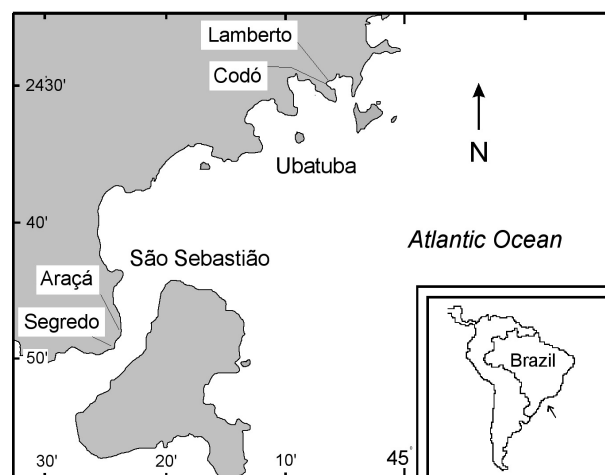 Lamberto
Codó
2430'
Ubatuba
N
40'
Atlantic Ocean
São Sebastião
Araçá
Segredo
50'
Brazil
30'
20'
10'
45'